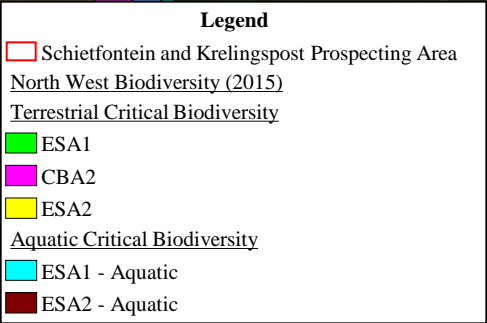 Legend
Schietfontein and Krelingspost Prospecting Area
North West Biodiversity (2015)
Terrestrial Critical Biodiversity
ESA1
CBA2
ESA2
Aquatic Critical Biodiversity
ESA1 - Aquatic
ESA2 - Aquatic